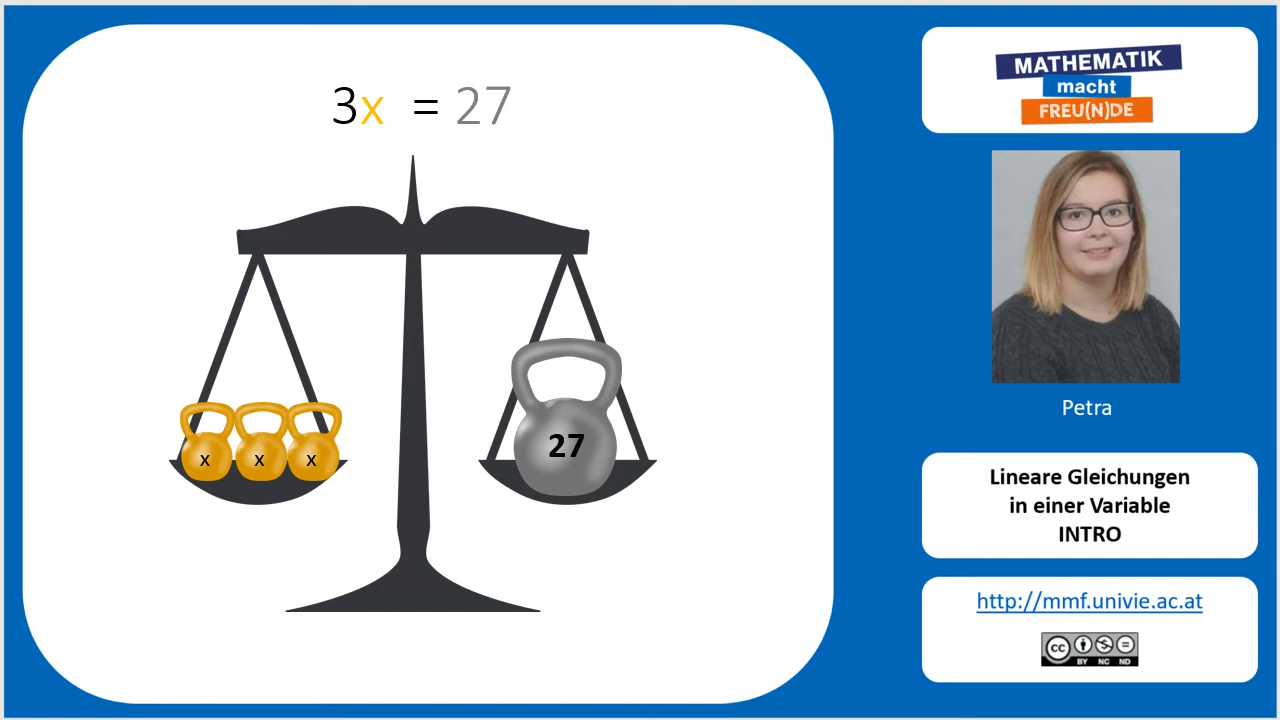 3x = 27
x x x
27
MATHEMATIK
macht
FREU(N)DE
Petra
Lineare Gleichungen
in einer Variable
INTRO
http://mmf.univie.ac.at
cc
BY NC ND